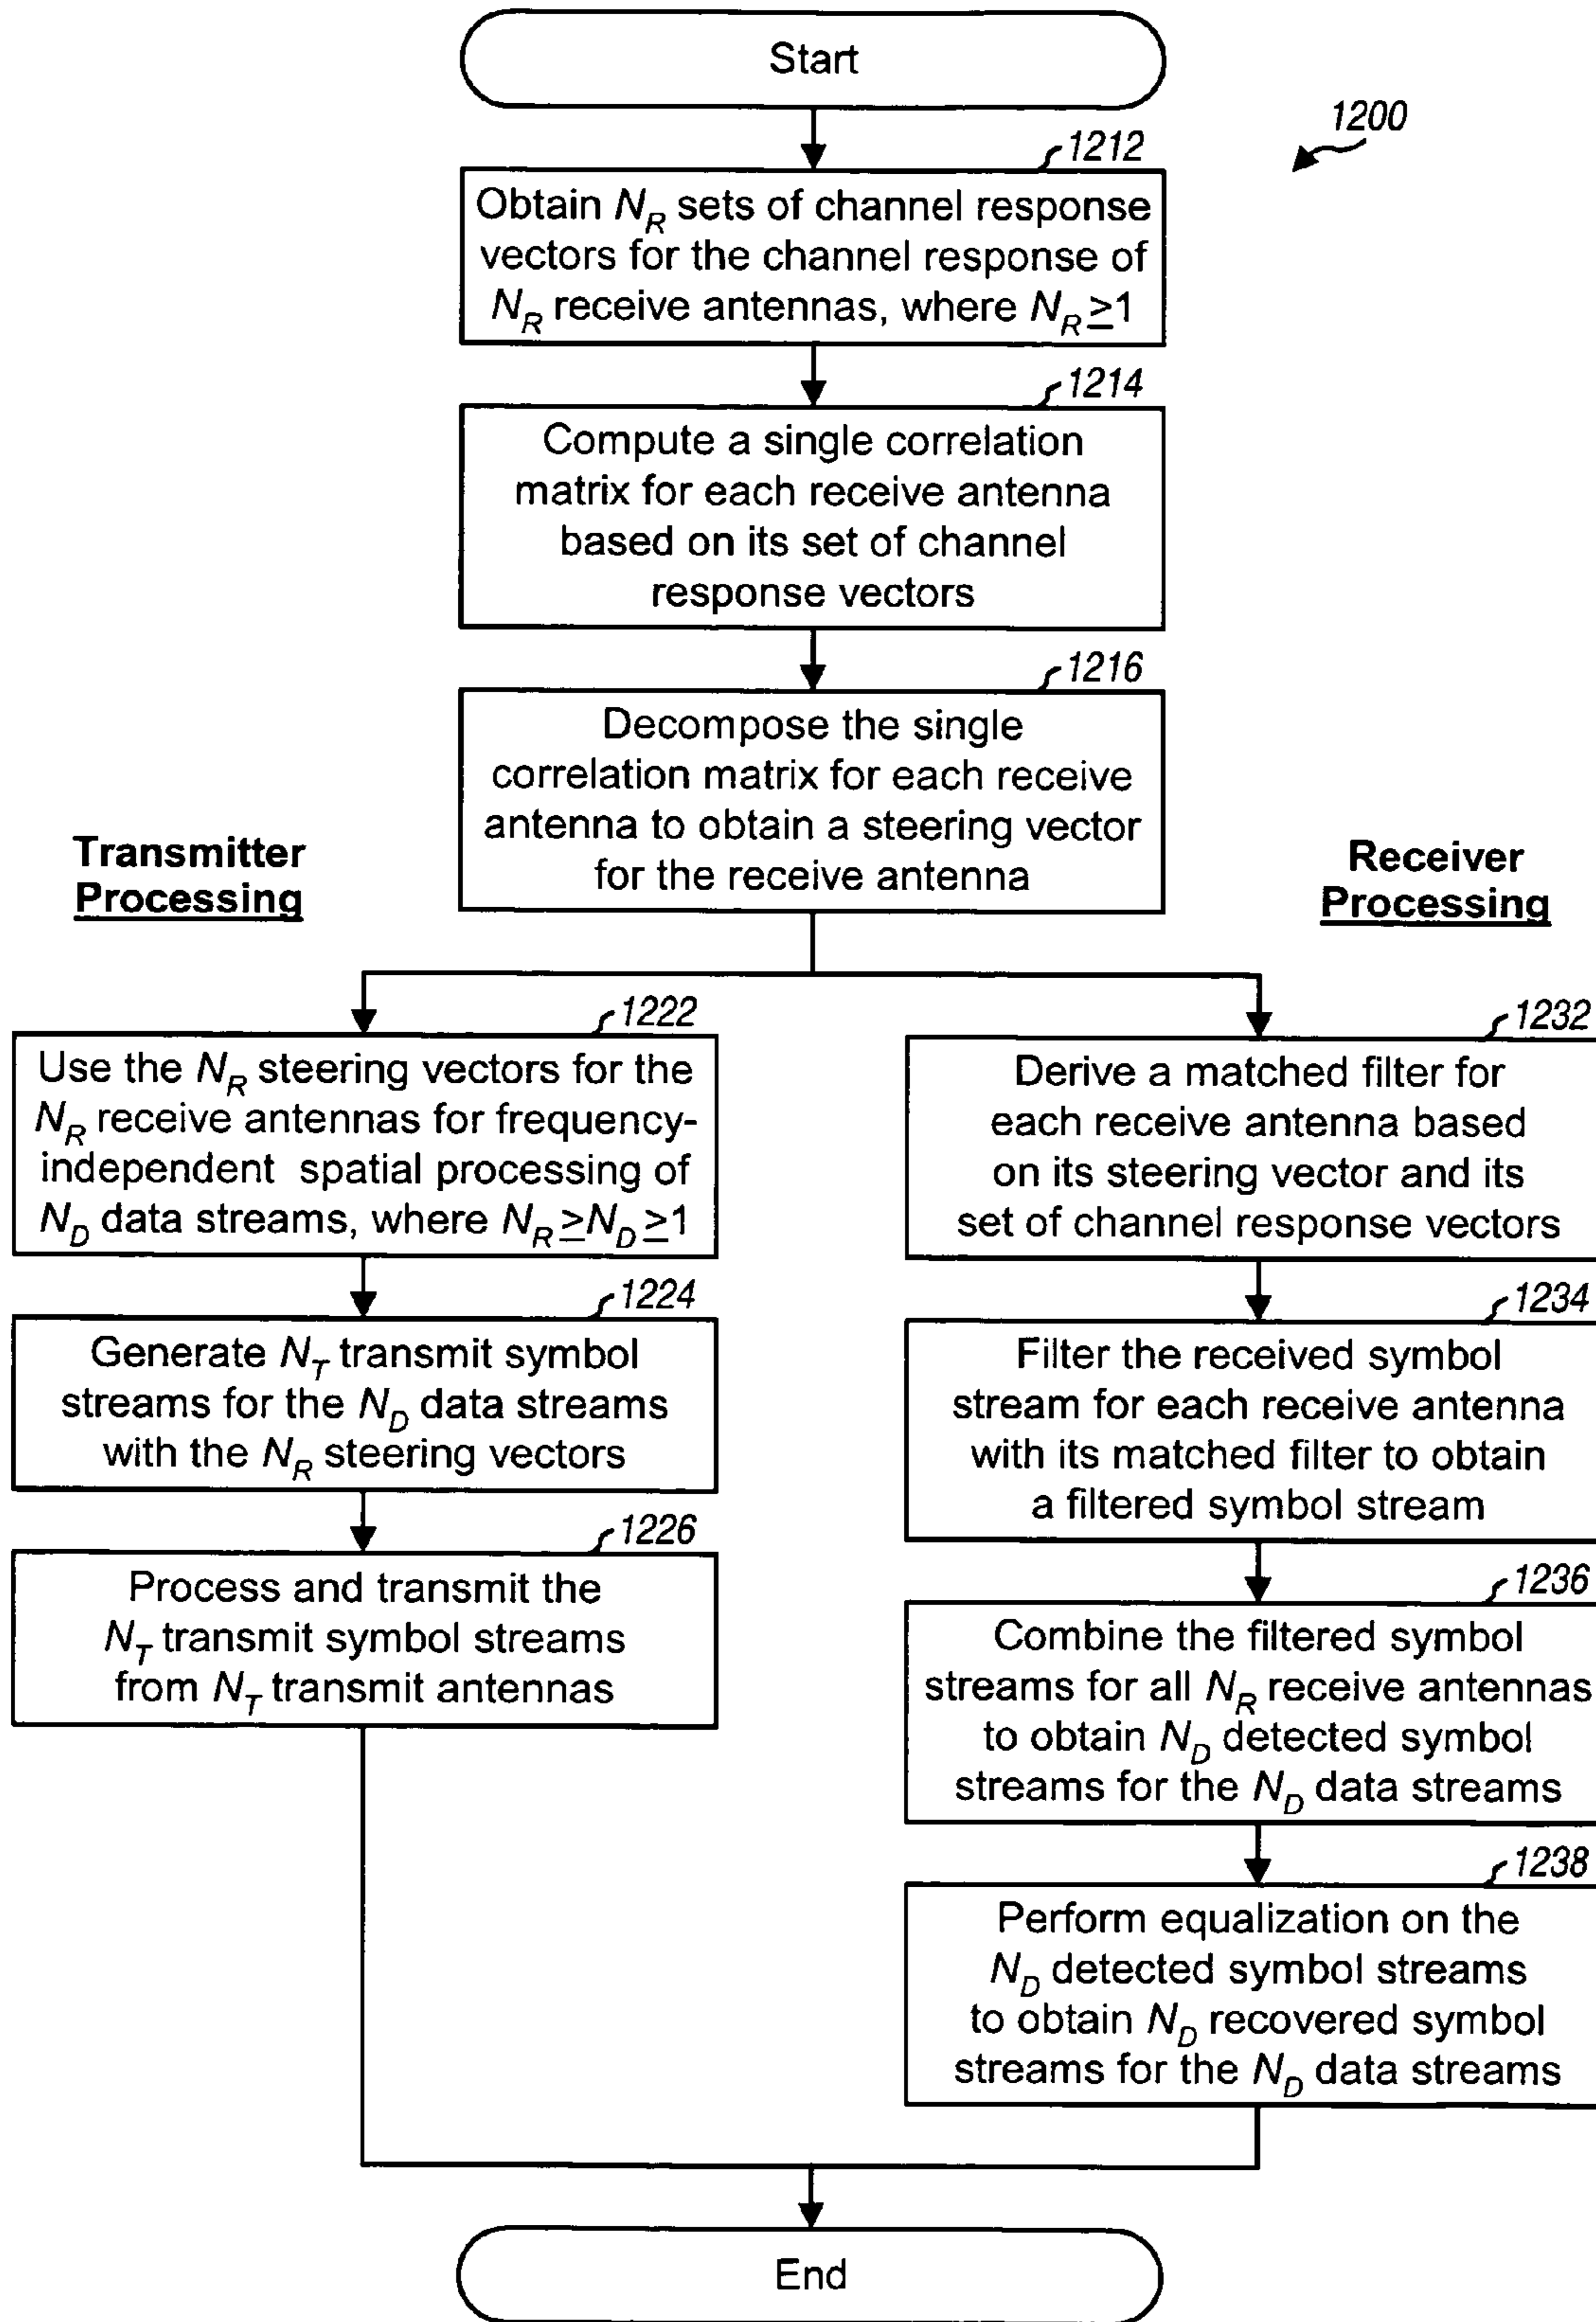 Start
1200
1212
Obtain N_R sets of channel response
vectors for the channel response of
N_R receive antennas, where N_R ≥1
1214
Compute a single correlation
matrix for each receive antenna
based on its set of channel
response vectors
1216
Decompose the single
correlation matrix for each receive
antenna to obtain a steering vector
for the receive antenna
Transmitter
Processing
1222
Use the N_R steering vectors for the
N_R receive antennas for frequency-
independent spatial processing of
N_D data streams, where N_R ≥N_D ≥1
1224
Generate N_T transmit symbol
streams for the N_D data streams
with the N_R steering vectors
1226
Process and transmit the
N_T transmit symbol streams
from N_T transmit antennas
Receiver
Processing
1232
Derive a matched filter for
each receive antenna based
on its steering vector and its
set of channel response vectors
1234
Filter the received symbol
stream for each receive antenna
with its matched filter to obtain
a filtered symbol stream
1236
Combine the filtered symbol
streams for all N_R receive antennas
to obtain N_D detected symbol
streams for the N_D data streams
1238
Perform equalization on the
N_D detected symbol streams
to obtain N_D recovered symbol
streams for the N_D data streams
End